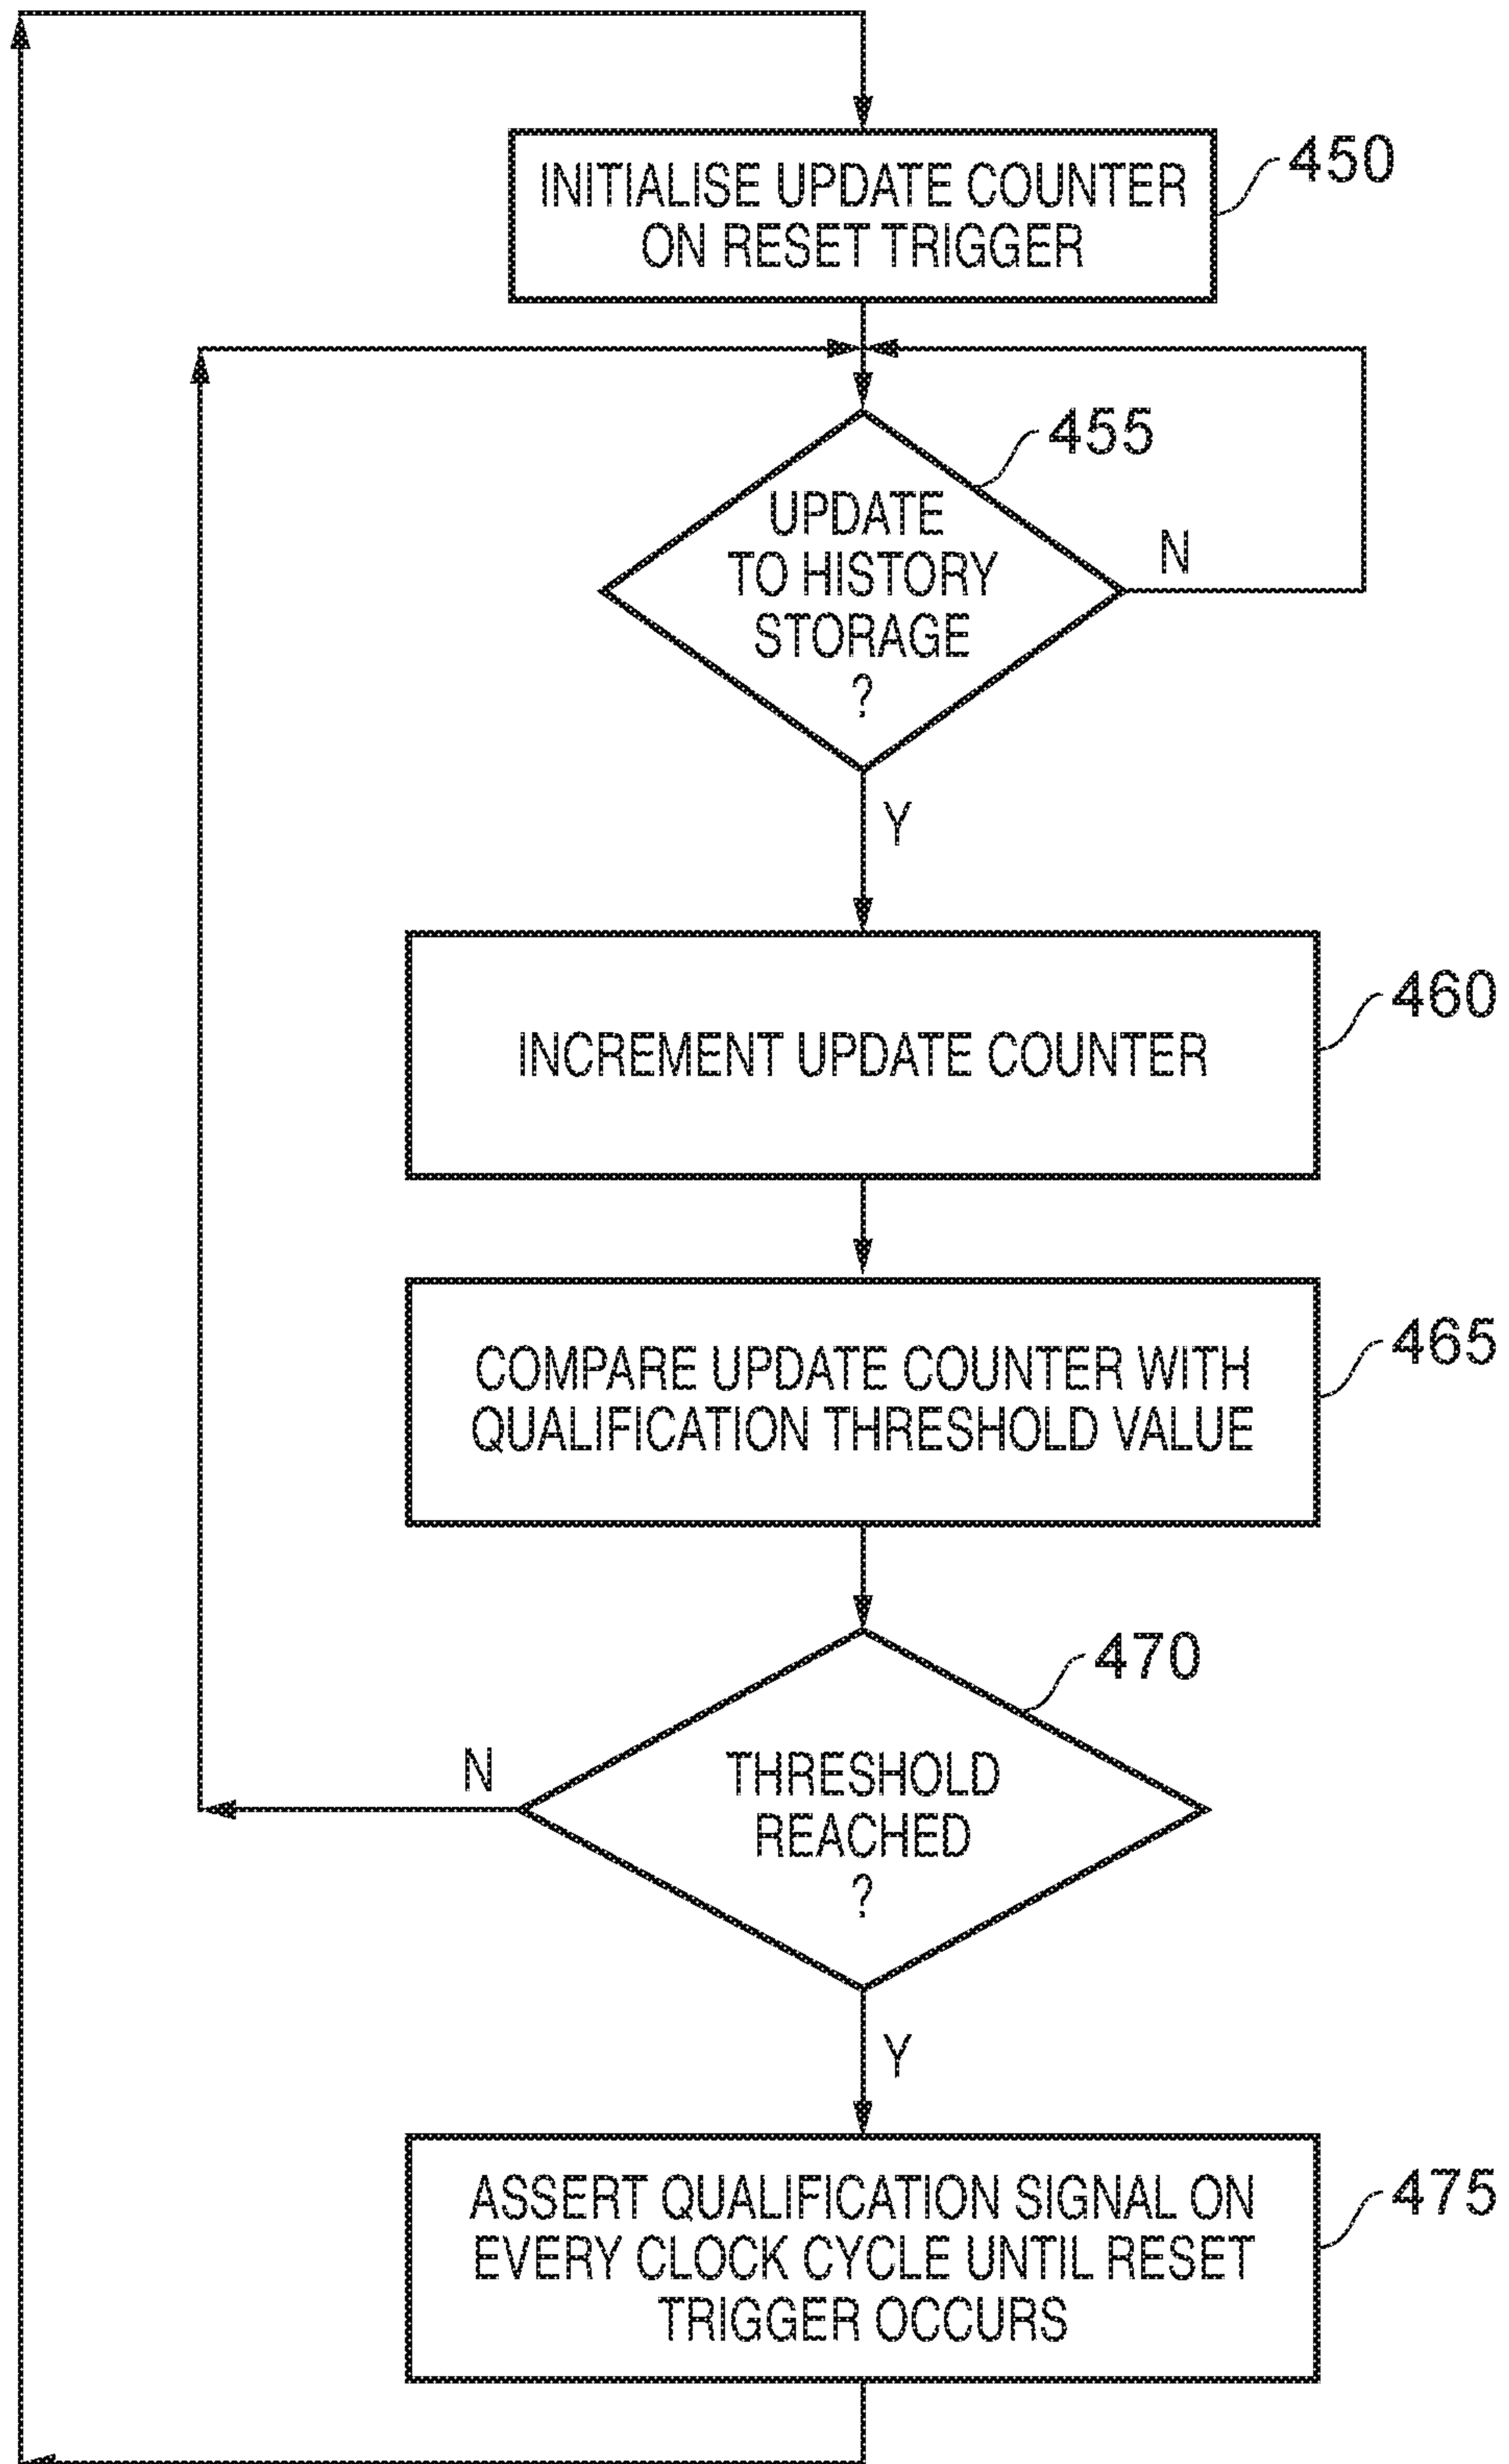 INITIALISE UPDATE COUNTER
ON RESET TRIGGER
450
455
UPDATE
TO HISTORY
STORAGE
?
N
Y
INCREMENT UPDATE COUNTER
460
COMPARE UPDATE COUNTER WITH
QUALIFICATION THRESHOLD VALUE
465
470
THRESHOLD
REACHED
?
N
Y
ASSERT QUALIFICATION SIGNAL ON
EVERY CLOCK CYCLE UNTIL RESET
TRIGGER OCCURS
475